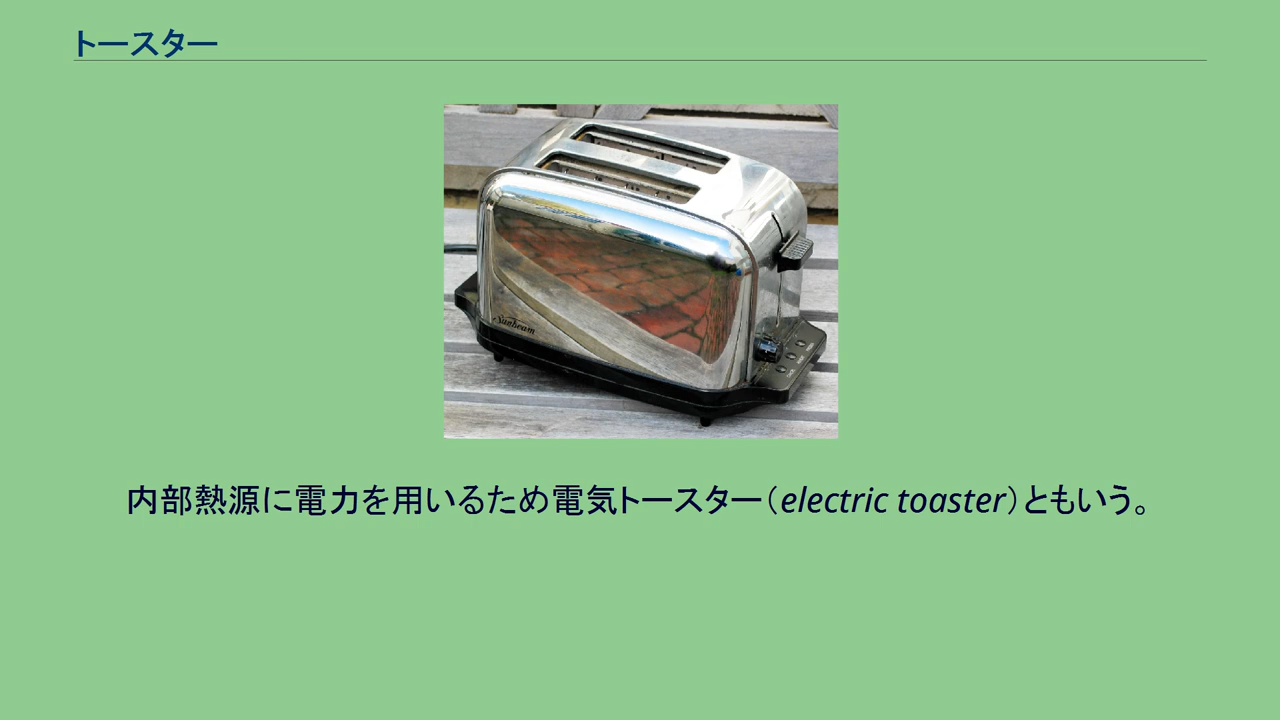 トースター
Sunbeam
内部熱源に電力を用いるため電気トースター（electric toaster）ともいう。